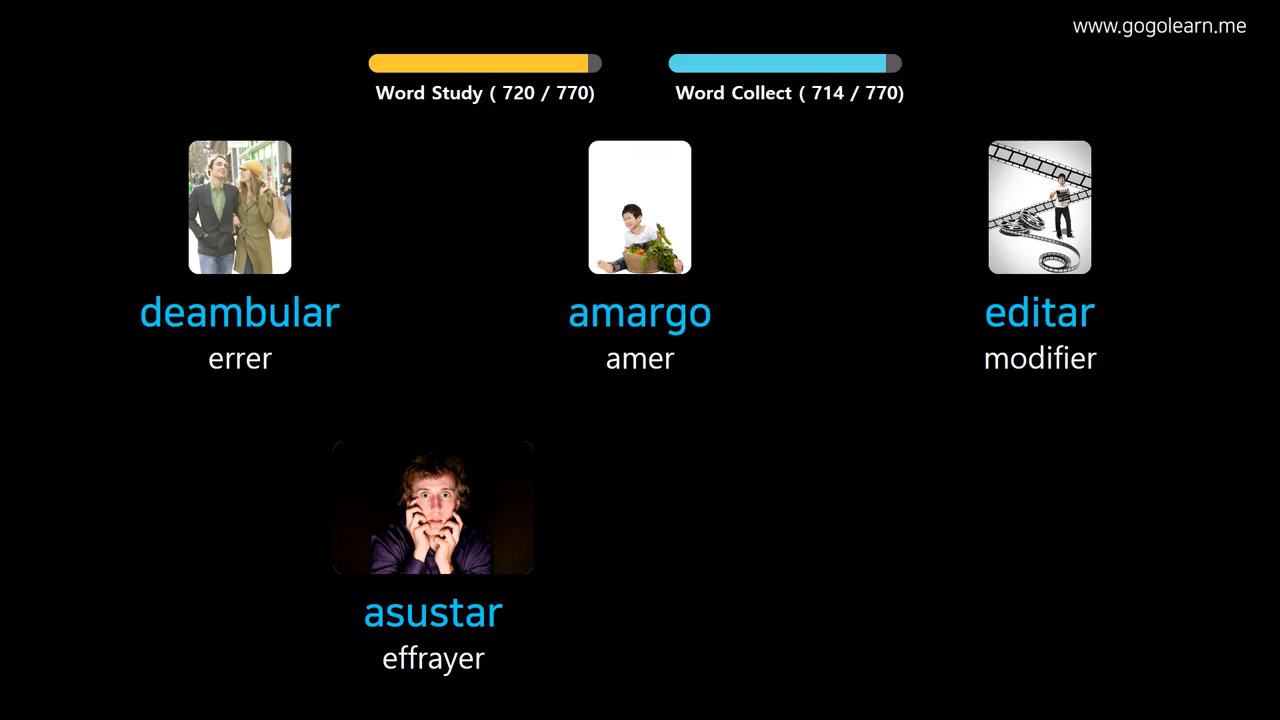 www.gogolearn.me
Word Study ( 720 / 770)
Word Collect ( 714 / 770)
deambular
errer
amargo
amer
editar
modifier
asustar
effrayer